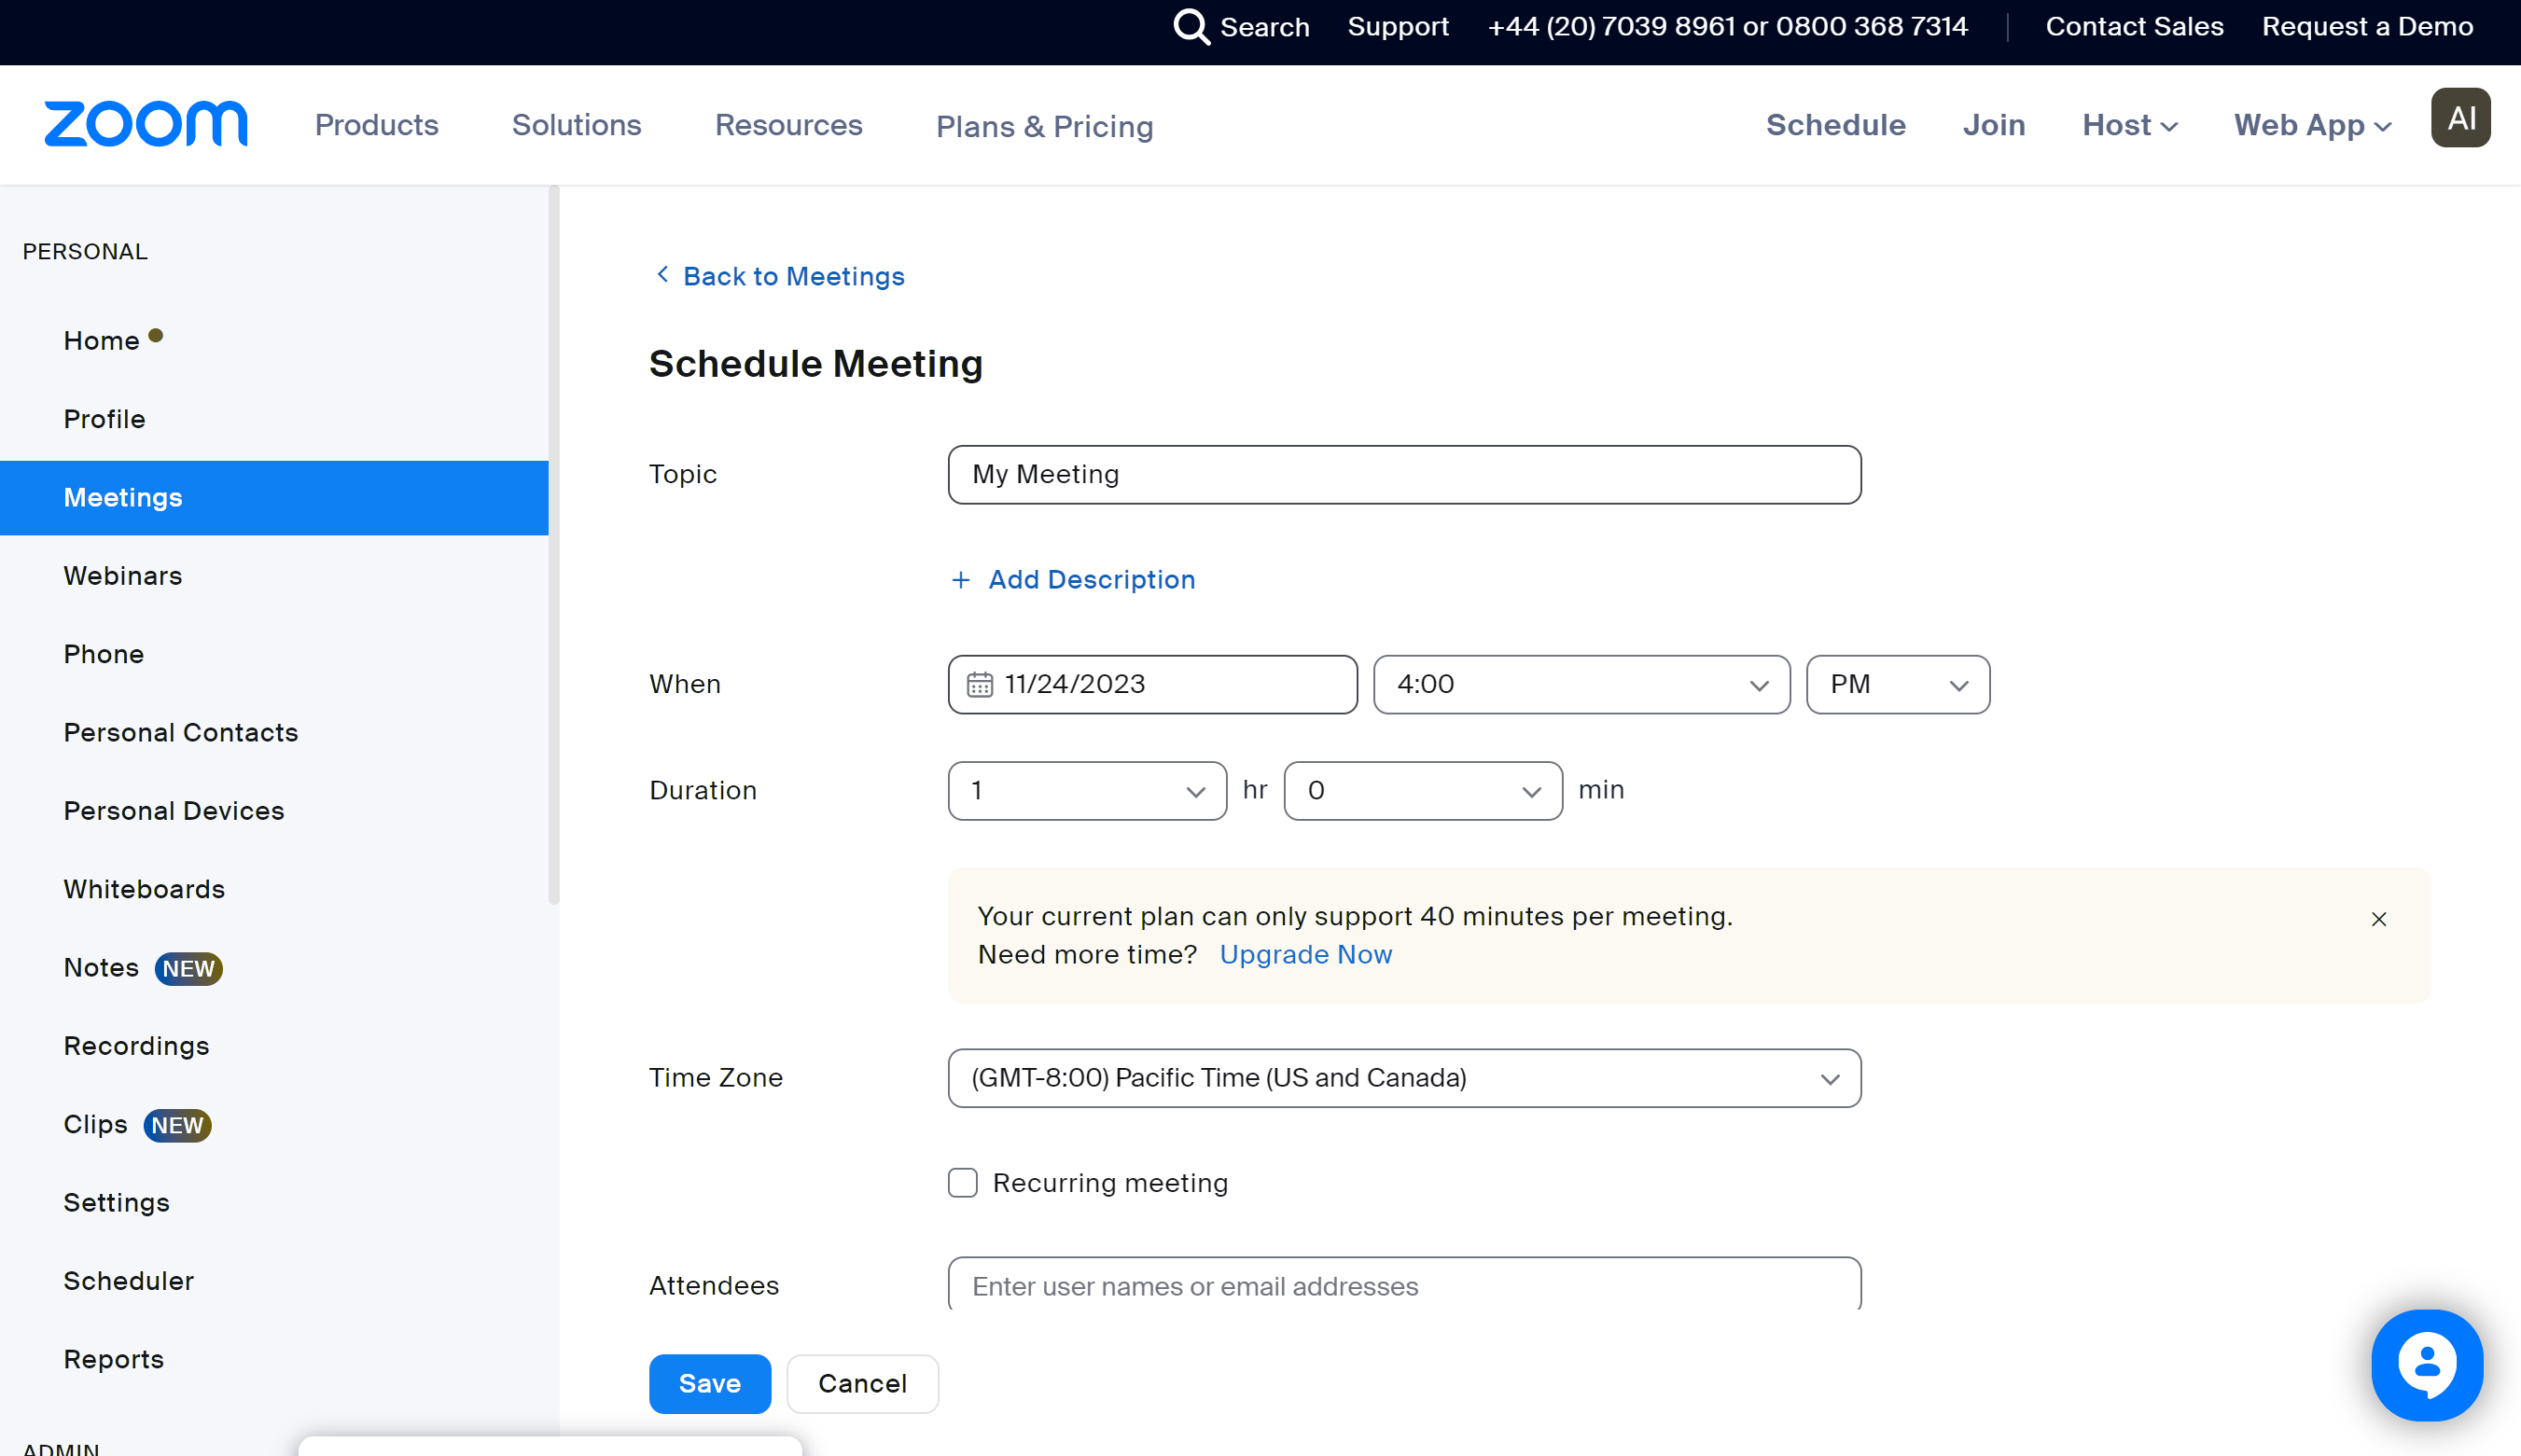 Search Support +44 (20) 7039 8961 or 0800 368 7314 Contact Sales Request a Demo
zoom Products Solutions Resources Plans & Pricing Schedule Join Host Web App AI
PERSONAL
Home
Profile
Meetings
Webinars
Phone
Personal Contacts
Personal Devices
Whiteboards
Notes NEW
Recordings
Clips NEW
Settings
Scheduler
Reports
ADMIN
Back to Meetings
Schedule Meeting
Topic My Meeting
+ Add Description
When 11/24/2023 4:00 PM
Duration 1 hr 0 min
Your current plan can only support 40 minutes per meeting.
Need more time? Upgrade Now
Time Zone (GMT-8:00) Pacific Time (US and Canada)
Recurring meeting
Attendees Enter user names or email addresses
Save Cancel